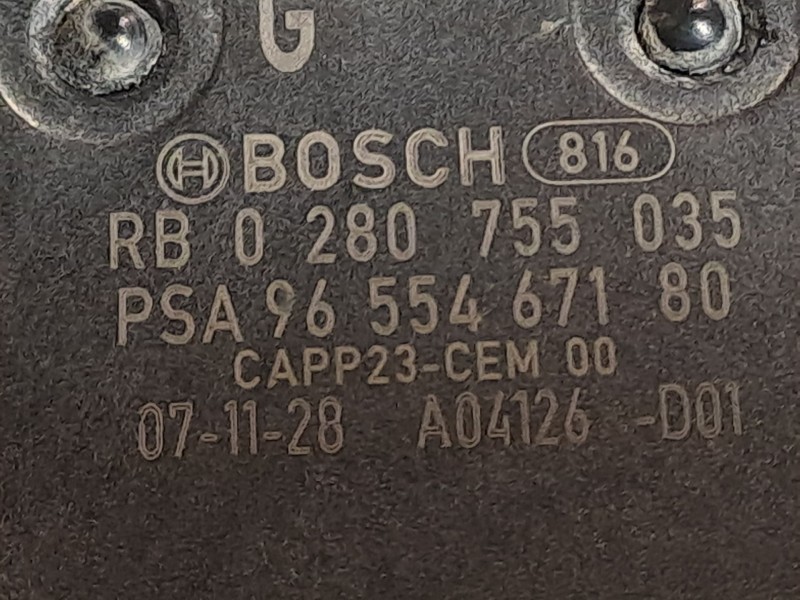 G
BOSCH 816
RB 0 280 755 035
PSA 96 554 671 80
CAPP23-CEM 00
07-11-28 A04126 -D01